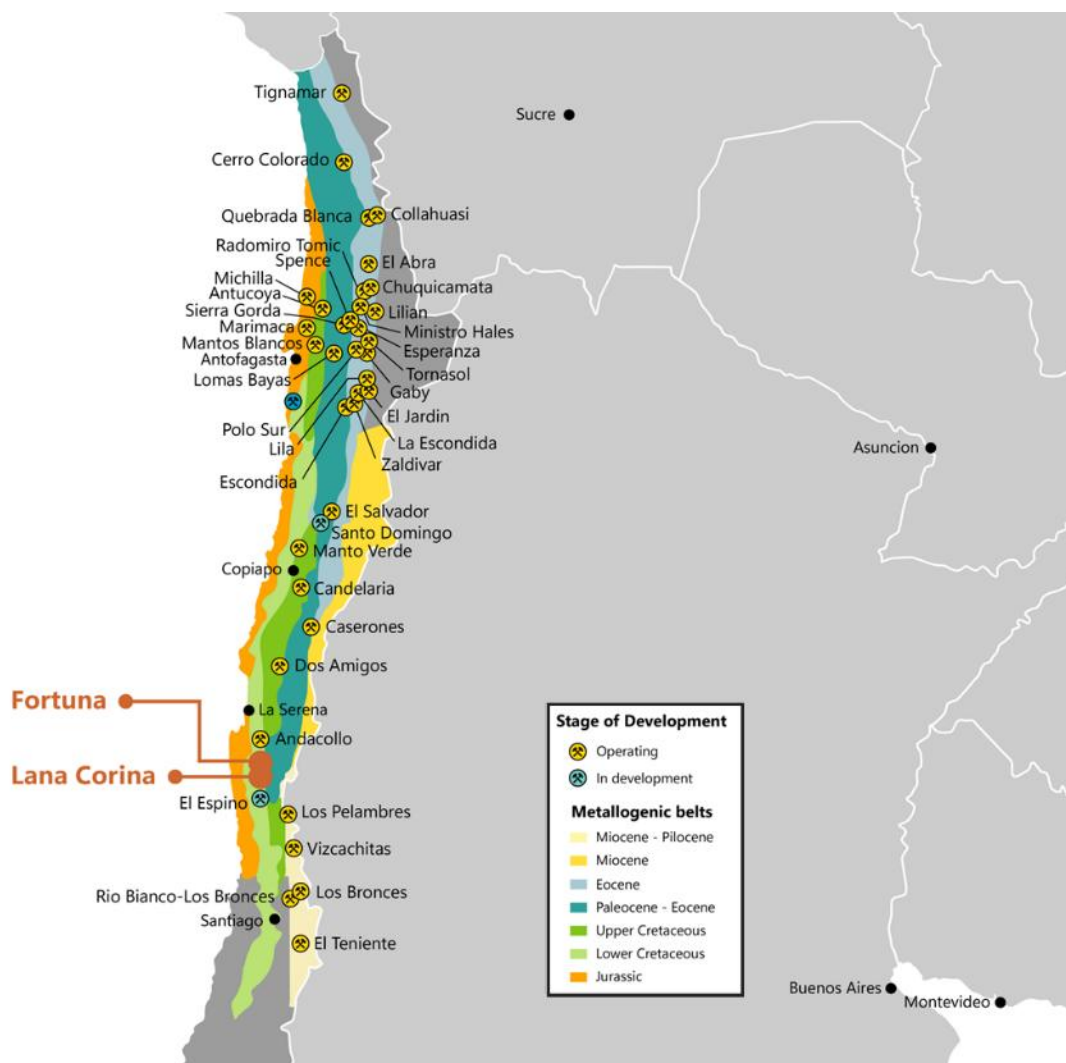 Tignamar
Sucre
Cerro Colorado
Quebrada Blanca
Collahuasi
Radomiro Tomic
Spence
El Abra
Michilla
Chuquicamata
Antucoya
Sierra Gorda
Lilian
Marimaca
Ministro Hales
Mantos Blancos
Esperanza
Antofagasta
Tornasol
Lomas Bayas
Gaby
El Jardin
Polo Sur
La Escondida
Lila
Zaldivar
Asuncion
Escondida
El Salvador
Santo Domingo
Manto Verde
Copiapo
Candelaria
Caserones
Dos Amigos
Fortuna
La Serena
Andacollo
Lana Corina
El Espino
Los Pelambres
Vizcachitas
Rio Bianco-Los Bronces
Los Bronces
Santiago
El Teniente
Stage of Development
Operating
In development
Metallogenic belts
Miocene - Pilocene
Miocene
Eocene
Paleocene - Eocene
Upper Cretaceous
Lower Cretaceous
Jurassic
Buenos Aires
Montevideo